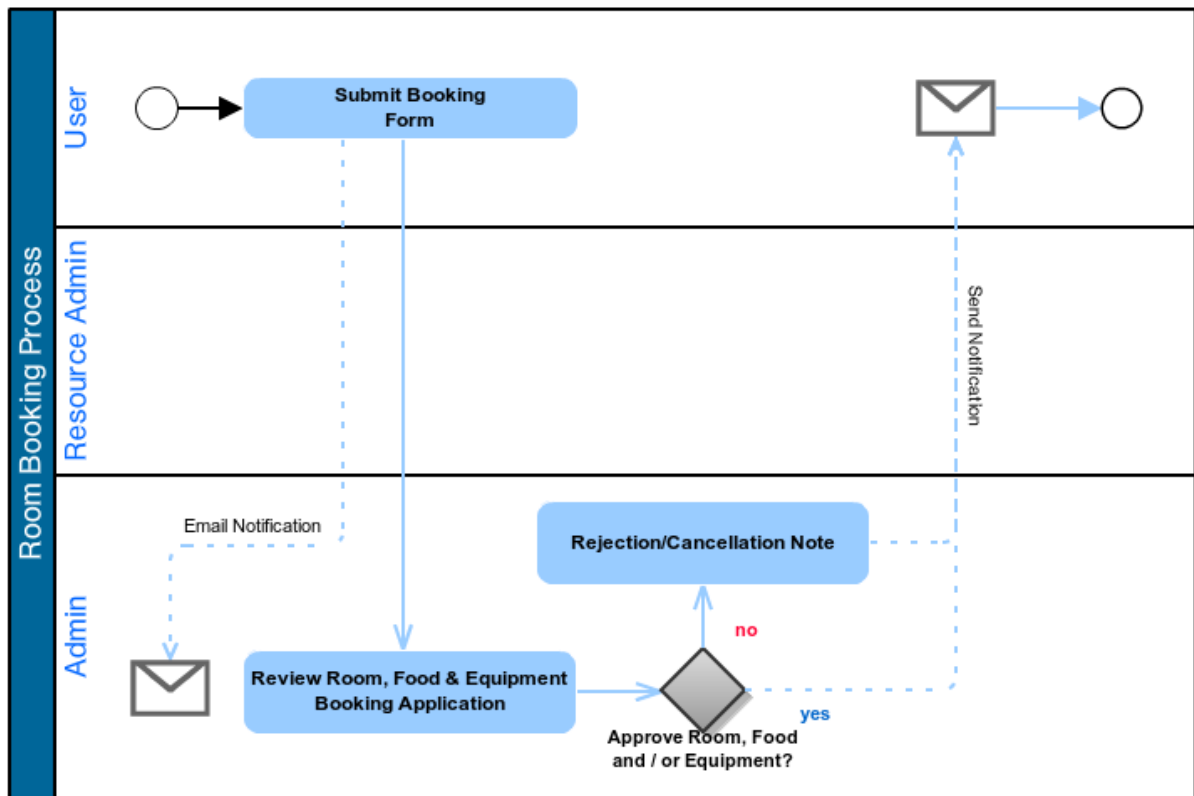 Room Booking Process
User
Submit Booking
Form
Resource Admin
Send Notification
Admin
Email Notification
Rejection/Cancellation Note
no
Review Room, Food & Equipment
Booking Application
yes
Approve Room, Food
and / or Equipment?